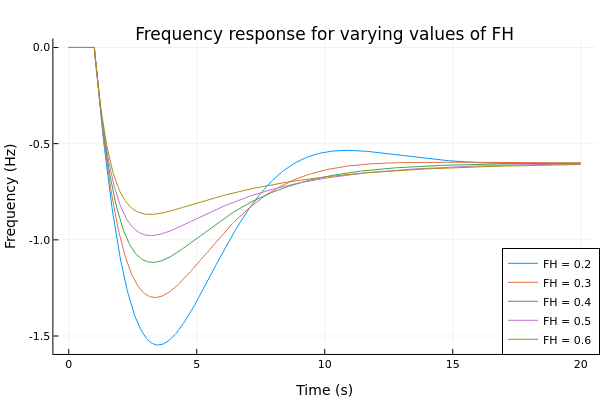 Frequency response for varying values of FH
Frequency (Hz)
0.0
-0.5
-1.0
-1.5
0
5
10
15
20
Time (s)
FH = 0.2
FH = 0.3
FH = 0.4
FH = 0.5
FH = 0.6